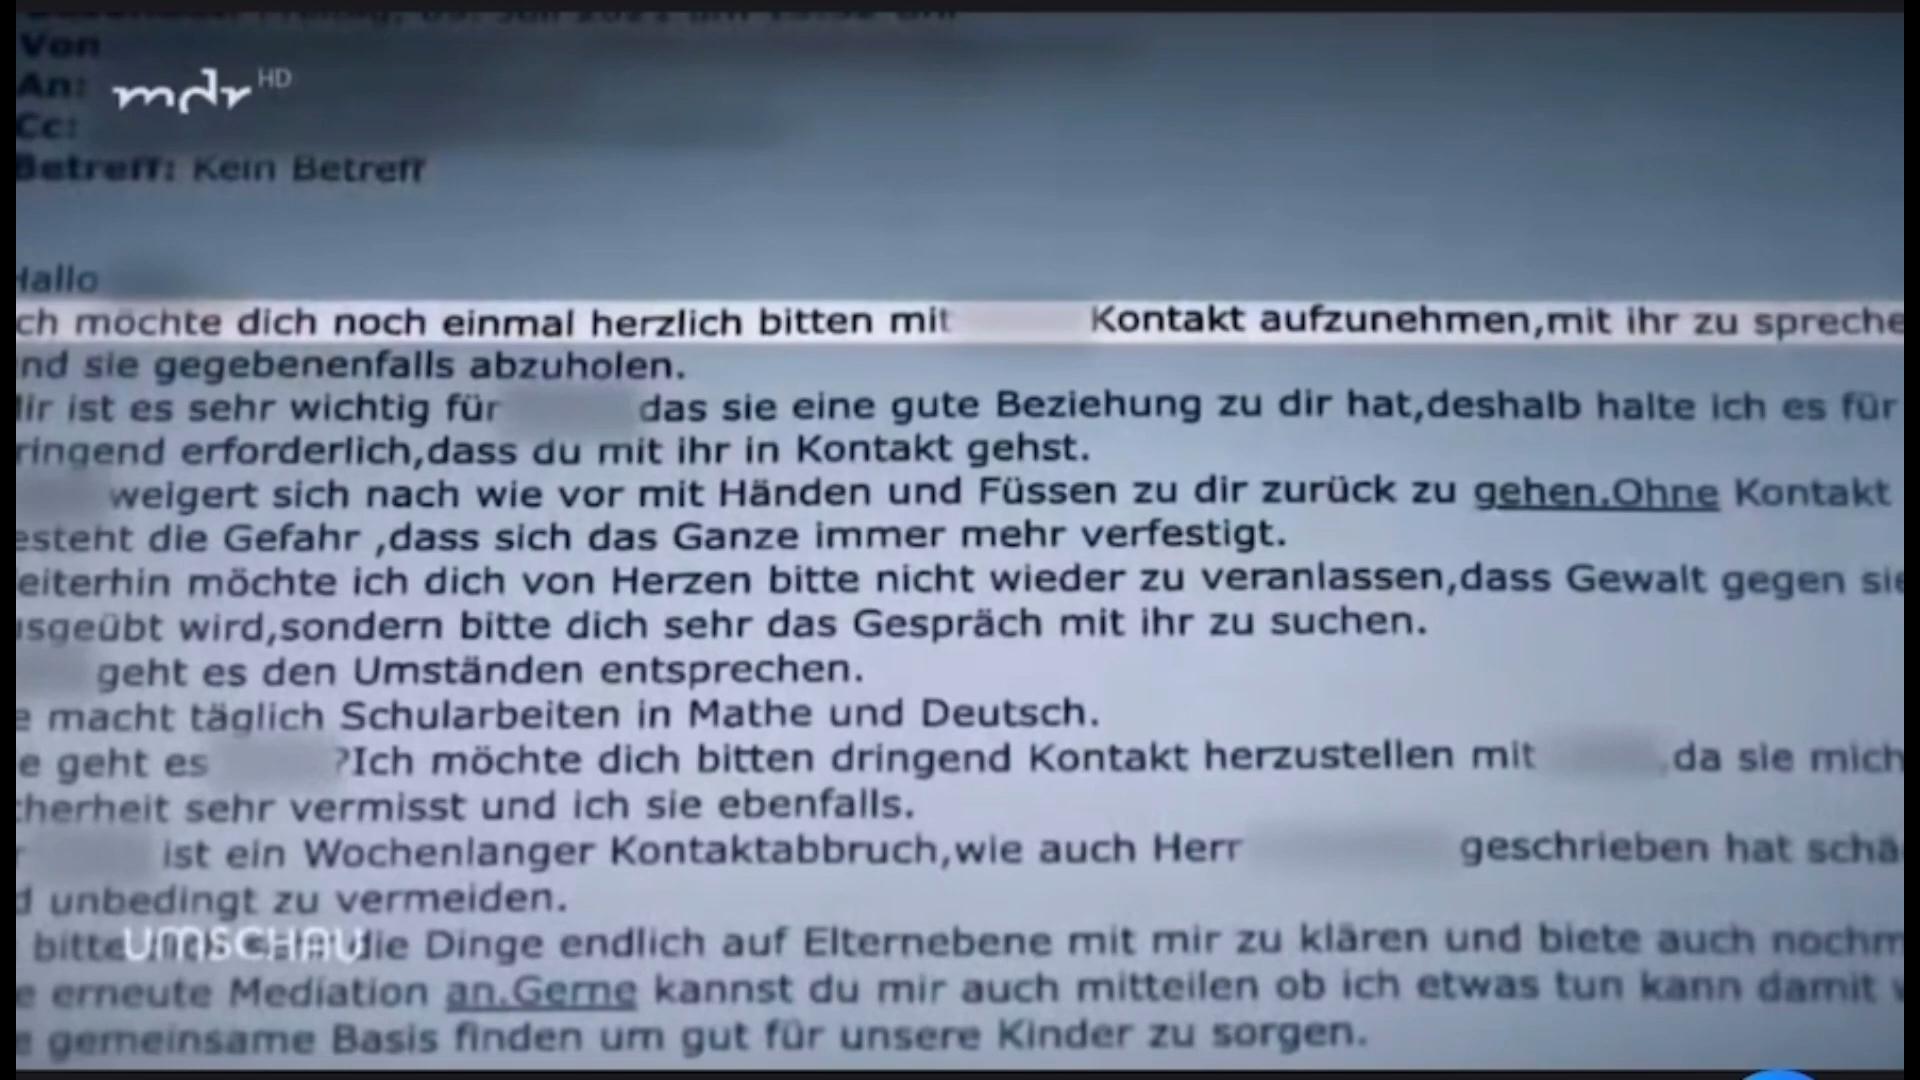 Von
An:
mdr HD
Cc:
Betreff: Kein Betreff
Hallo
ch möchte dich noch einmal herzlich bitten mit Kontakt aufzunehmen,mit ihr zu spreche
nd sie gegebenenfalls abzuholen.
ir ist es sehr wichtig für das sie eine gute Beziehung zu dir hat,deshalb halte ich es für
ringend erforderlich,dass du mit ihr in Kontakt gehst.
weigert sich nach wie vor mit Händen und Füssen zu dir zurück zu gehen.Ohne Kontakt
esteht die Gefahr ,dass sich das Ganze immer mehr verfestigt.
eiterhin möchte ich dich von Herzen bitte nicht wieder zu veranlassen,dass Gewalt gegen sie
usgeübt wird,sondern bitte dich sehr das Gespräch mit ihr zu suchen.
geht es den Umständen entsprechen.
e macht täglich Schularbeiten in Mathe und Deutsch.
e geht es ?Ich möchte dich bitten dringend Kontakt herzustellen mit ,da sie mich
cherheit sehr vermisst und ich sie ebenfalls.
r ist ein Wochenlanger Kontaktabbruch,wie auch Herr geschrieben hat schä
d unbedingt zu vermeiden.
bitte die Dinge endlich auf Elternebene mit mir zu klären und biete auch nochm
UMSCHAU
e erneute Mediation an.Gerne kannst du mir auch mitteilen ob ich etwas tun kann damit w
e gemeinsame Basis finden um gut für unsere Kinder zu sorgen.